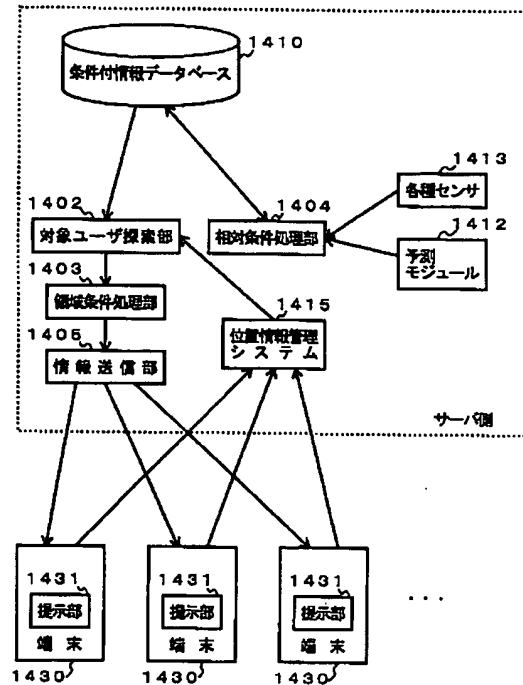 1410
条件付情報データベース
1413
各種センサ
1402
対象ユーザ探索部
1404
相対条件処理部
1412
予測
モジュール
1403
領域条件処理部
1415
位置情報管理
システム
1405
情報送信部
サーバ側
1431
提示部
端末
1430
1431
提示部
端末
1430
1431
提示部
端末
1430
...